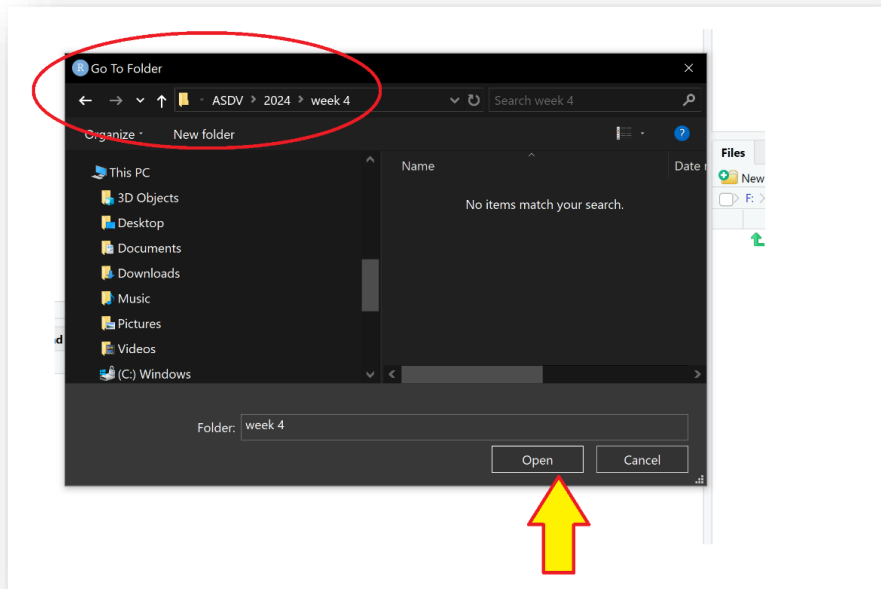 R Go To Folder
ASDV > 2024 > week 4
Search week 4
Organize
New folder
?
This PC
3D Objects
Desktop
Documents
Downloads
Music
Pictures
Videos
(C:) Windows
Name
Date
No items match your search.
Folder: week 4
Open
Cancel
Files
New
F: